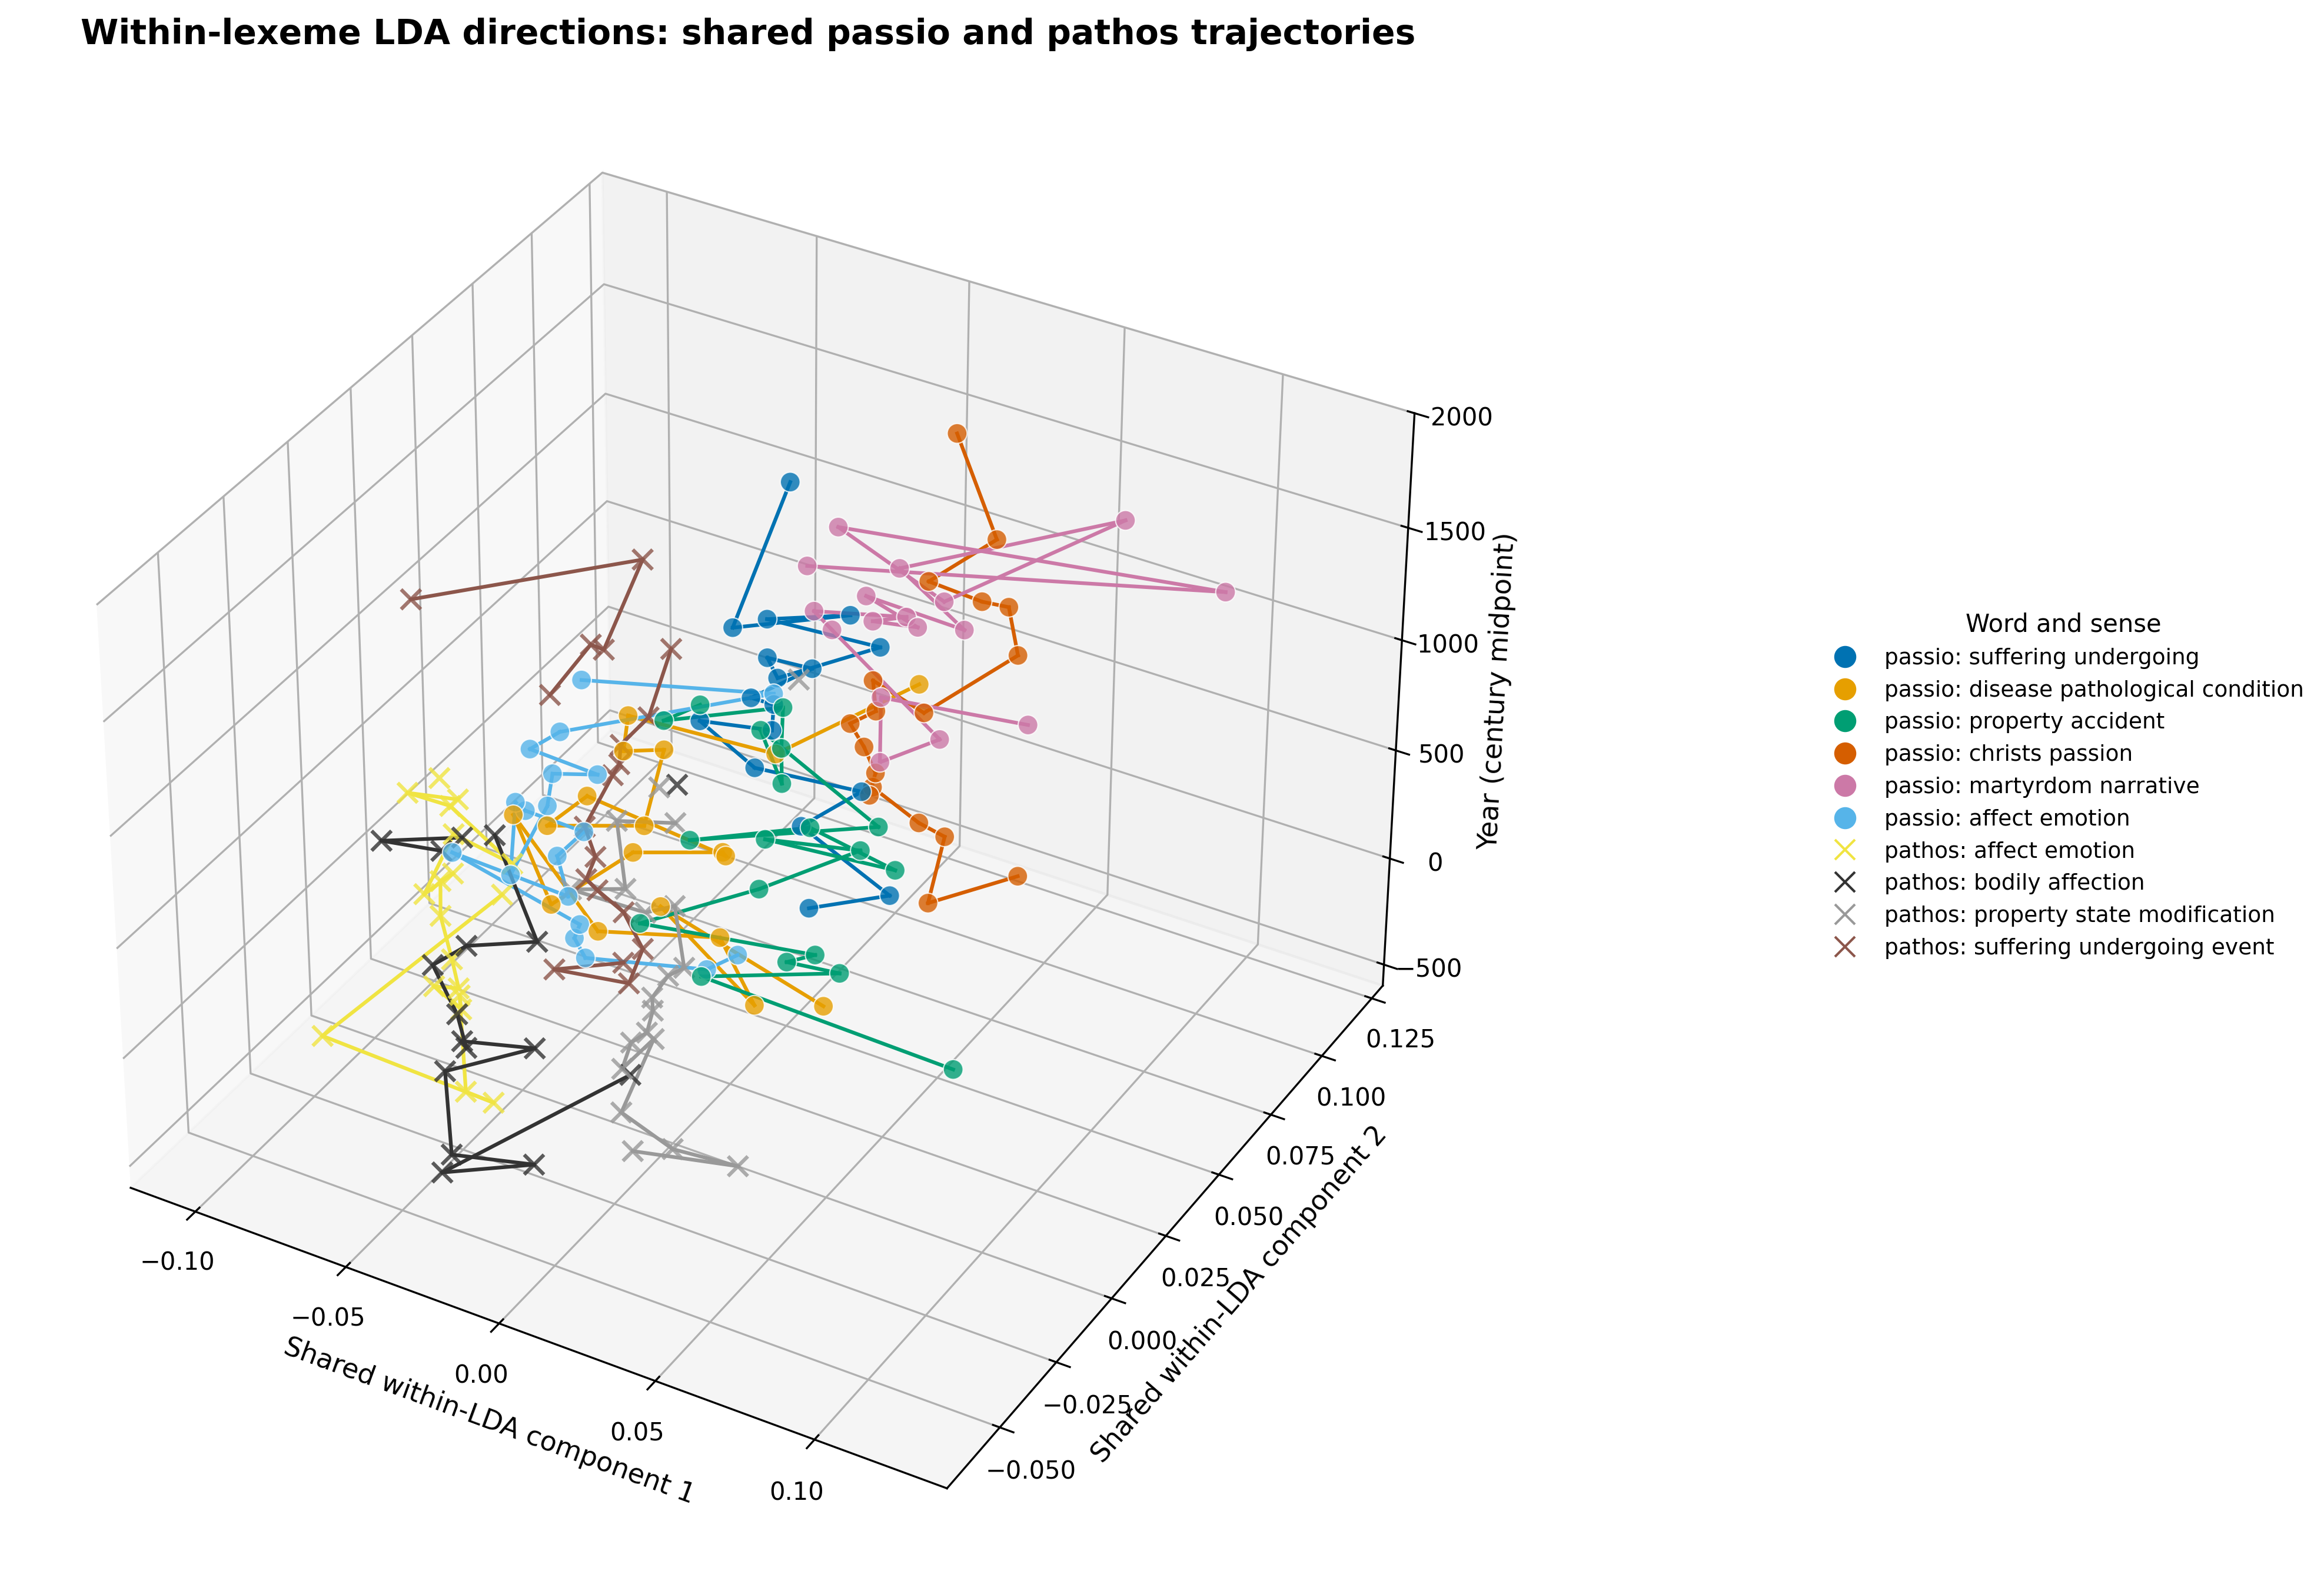 Within-lexeme LDA directions: shared passio and pathos trajectories
2000
1500
1000
500
0
−500
Year (century midpoint)
0.125
0.100
0.075
0.050
0.025
0.000
−0.025
−0.050
Shared within-LDA component 2
−0.10
−0.05
0.00
0.05
0.10
Shared within-LDA component 1
Word and sense
passio: suffering undergoing
passio: disease pathological condition
passio: property accident
passio: christs passion
passio: martyrdom narrative
passio: affect emotion
pathos: affect emotion
pathos: bodily affection
pathos: property state modification
pathos: suffering undergoing event